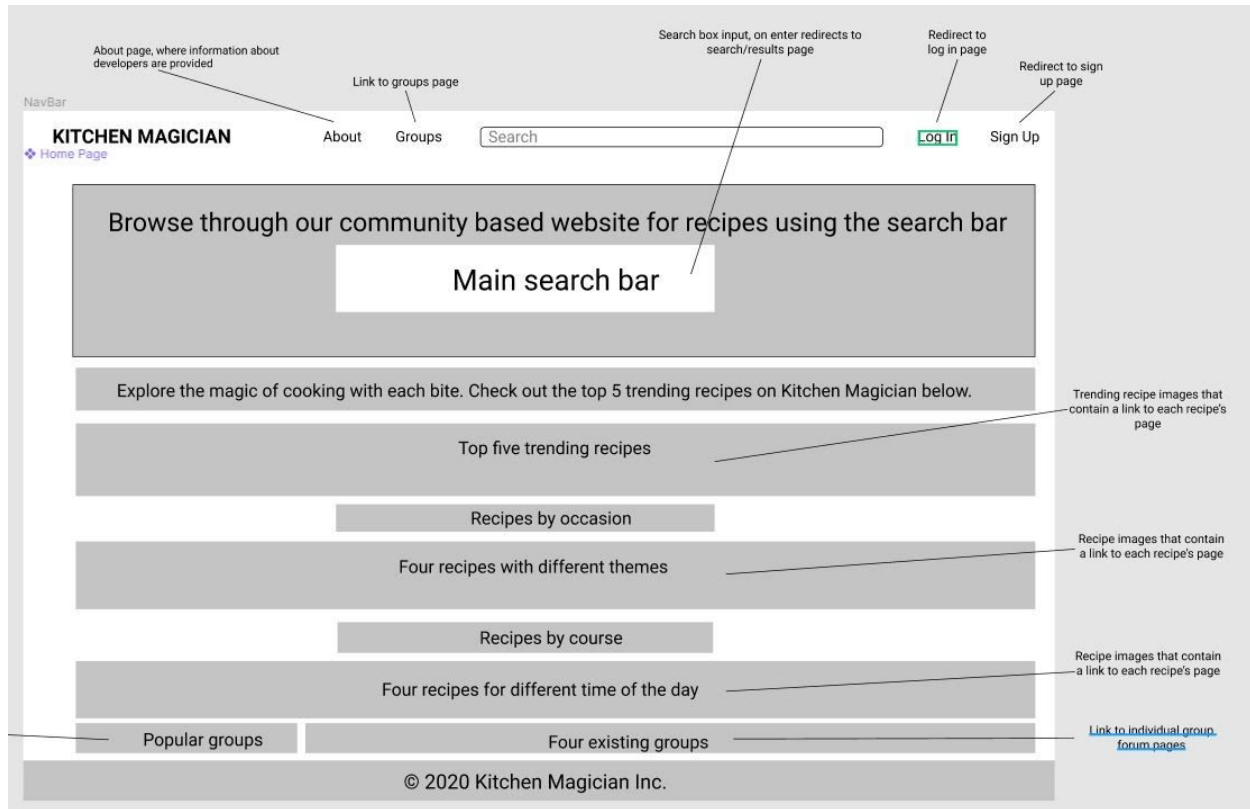 About page, where information about
developers are provided
Link to groups page
Search box input, on enter redirects to
search/results page
Redirect to
log in page
Redirect to sign
up page
NavBar
KITCHEN MAGICIAN
About
Groups
Search
Log In
Sign Up
Home Page
Browse through our community based website for recipes using the search bar
Main search bar
Explore the magic of cooking with each bite. Check out the top 5 trending recipes on Kitchen Magician below.
Trending recipe images that
contain a link to each recipe's
page
Top five trending recipes
Recipes by occasion
Recipe images that contain
a link to each recipe's page
Four recipes with different themes
Recipes by course
Recipe images that contain
a link to each recipe's page
Four recipes for different time of the day
Popular groups
Four existing groups
Link to individual group
forum pages
© 2020 Kitchen Magician Inc.